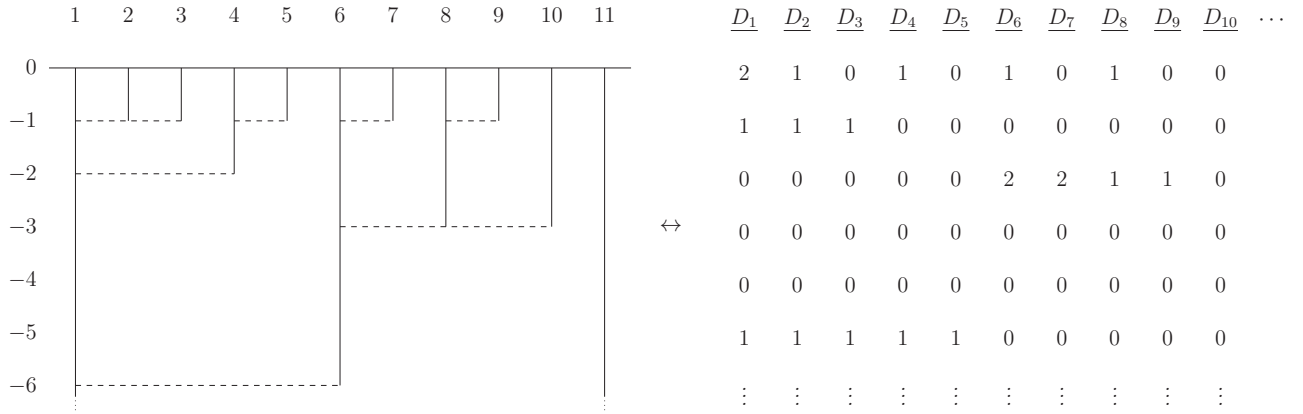 1 2 3 4 5 6 7 8 9 10 11 D1 D2 D3 D4 D5 D6 D7 D8 D9 D10 ⋯
0 2 1 0 1 0 1 0 1 0 0
−1 1 1 1 0 0 0 0 0 0 0
−2 0 0 0 0 0 2 2 1 1 0
−3 ↔ 0 0 0 0 0 0 0 0 0 0
−4 0 0 0 0 0 0 0 0 0 0
−5 1 1 1 1 1 0 0 0 0 0
−6 ⋮ ⋮ ⋮ ⋮ ⋮ ⋮ ⋮ ⋮ ⋮ ⋮